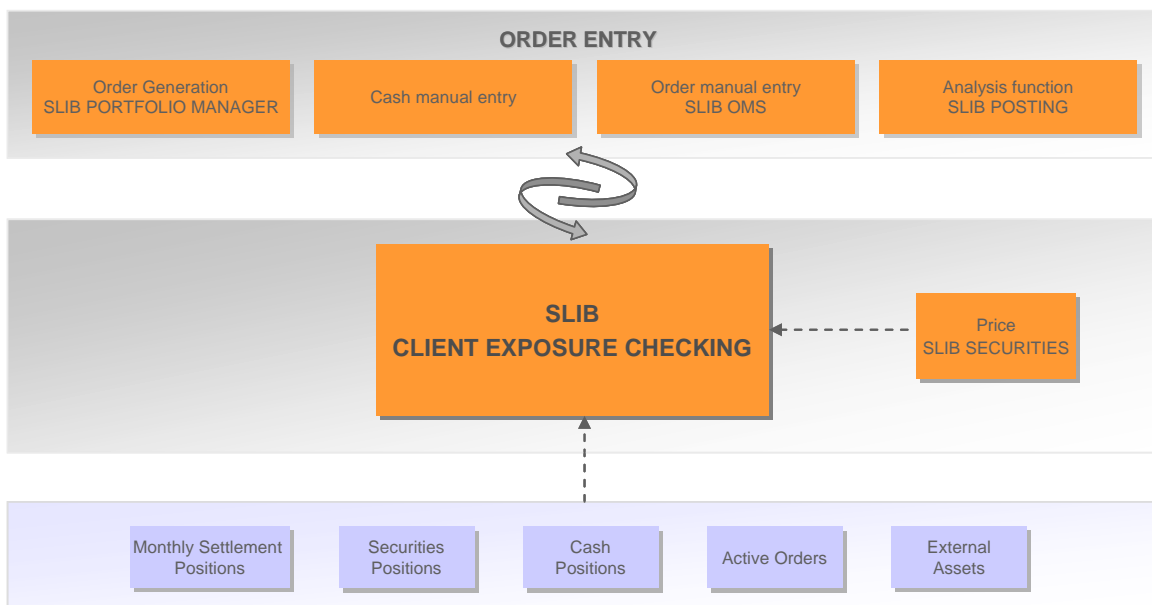 ORDER ENTRY
Order Generation
SLIB PORTFOLIO MANAGER
Cash manual entry
Order manual entry
SLIB OMS
Analysis function
SLIB POSTING
SLIB
CLIENT EXPOSURE CHECKING
Price
SLIB SECURITIES
Monthly Settlement
Positions
Securities
Positions
Cash
Positions
Active Orders
External
Assets